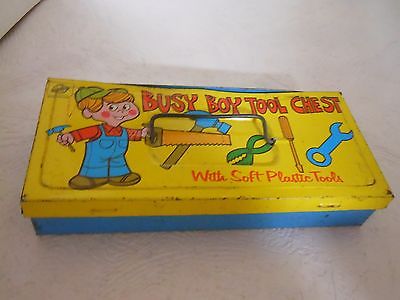 BUSY BOY TOOL CHEST
With Soft Plastic Tools